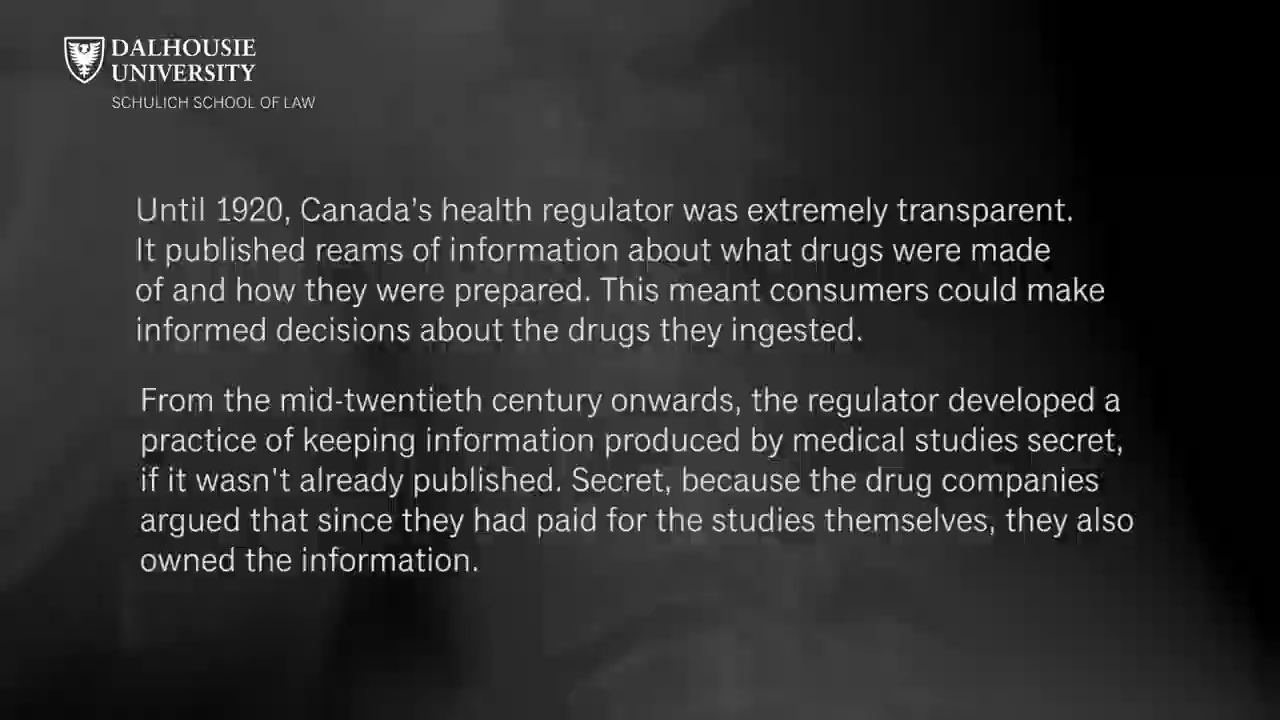 DALHOUSIE
UNIVERSITY
SCHULICH SCHOOL OF LAW
Until 1920, Canada's health regulator was extremely transparent.
It published reams of information about what drugs were made
of and how they were prepared. This meant consumers could make
informed decisions about the drugs they ingested.
From the mid-twentieth century onwards, the regulator developed a
practice of keeping information produced by medical studies secret,
if it wasn't already published. Secret, because the drug companies
argued that since they had paid for the studies themselves, they also
owned the information.